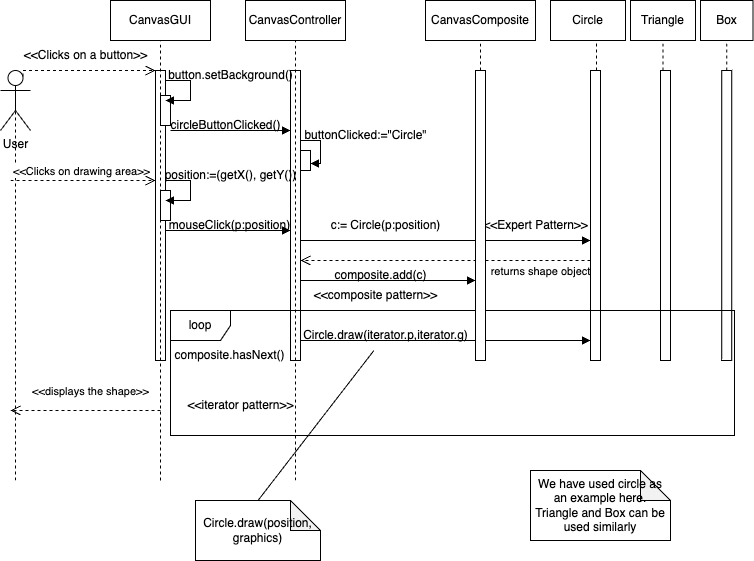 CanvasGUI
CanvasController
CanvasComposite
Circle
Triangle
Box
<<Clicks on a button>>
button.setBackground()
circleButtonClicked()
buttonClicked:="Circle"
User
<<Clicks on drawing area>>
position:=(getX(), getY())
mouseClick(p:position)
c:= Circle(p:position)
<<Expert Pattern>>
returns shape object
composite.add(c)
<<composite pattern>>
loop
Circle.draw(iterator.p,iterator.g)
composite.hasNext()
<<displays the shape>>
<<iterator pattern>>
We have used circle as
an example here.
Triangle and Box can be
used similarly
Circle.draw(position,
graphics)